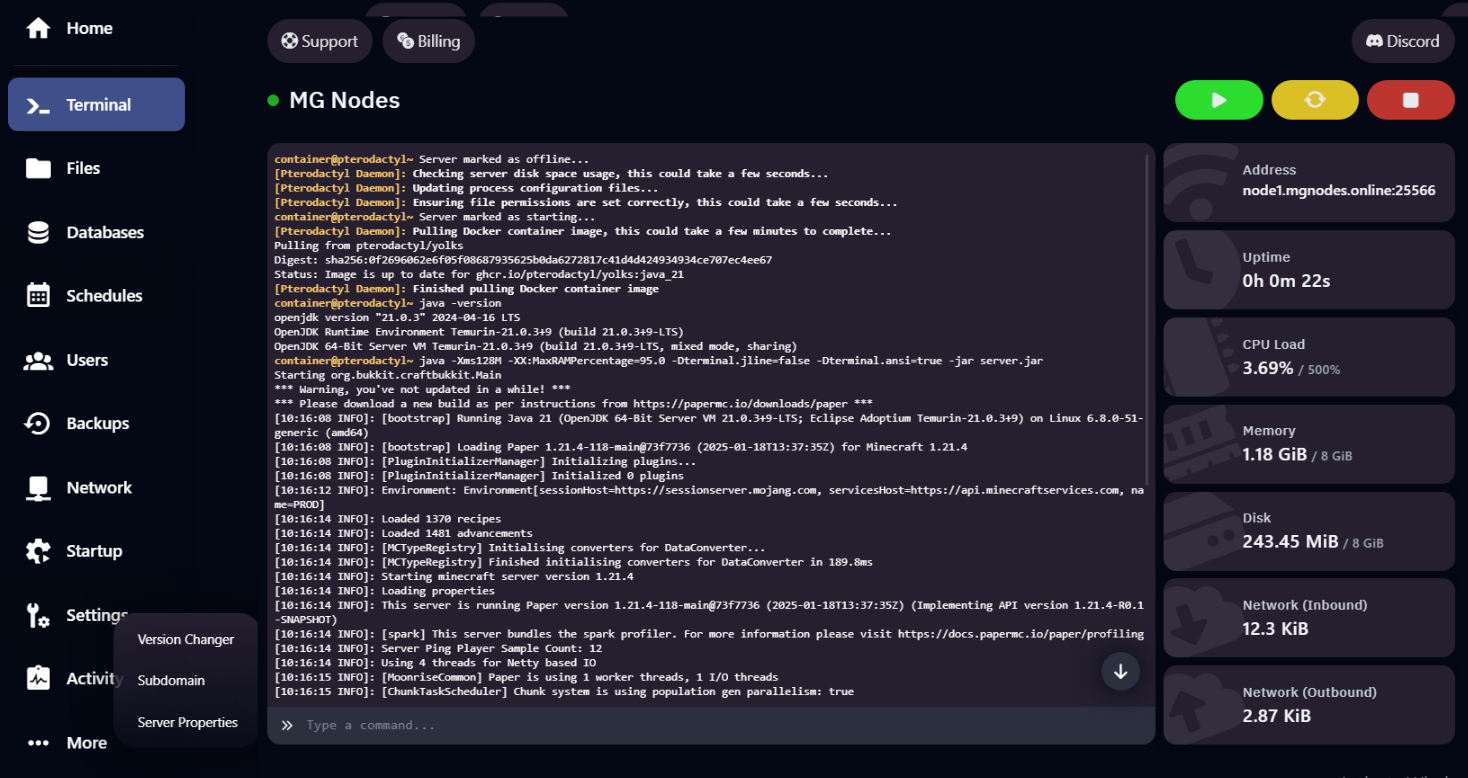 Home
Terminal
Files
Databases
Schedules
Users
Backups
Network
Startup
Settings
Activity
More
Version Changer
Subdomain
Server Properties
Support
Billing
Discord
MG Nodes
container@pterodactyl~ Server marked as offline...
[Pterodactyl Daemon]: Checking server disk space usage, this could take a few seconds...
[Pterodactyl Daemon]: Updating process configuration files...
[Pterodactyl Daemon]: Ensuring file permissions are set correctly, this could take a few seconds...
container@pterodactyl~ Server marked as starting...
[Pterodactyl Daemon]: Pulling Docker container image, this could take a few minutes to complete...
Pulling from pterodactyl/yolks
Digest: sha256:0f2696062e6f05f08687935625b0da6272817c41d4d424934934ce707ec4ee67
Status: Image is up to date for ghcr.io/pterodactyl/yolks:java_21
[Pterodactyl Daemon]: Finished pulling Docker container image
container@pterodactyl~ java -version
openjdk version "21.0.3" 2024-04-16 LTS
OpenJDK Runtime Environment Temurin-21.0.3+9 (build 21.0.3+9-LTS)
OpenJDK 64-Bit Server VM Temurin-21.0.3+9 (build 21.0.3+9-LTS, mixed mode, sharing)
container@pterodactyl~ java -Xms128M -XX:MaxRAMPercentage=95.0 -Dterminal.jline=false -Dterminal.ansi=true -jar server.jar
Starting org.bukkit.craftbukkit.Main
*** Warning, you've not updated in a while! ***
*** Please download a new build as per instructions from https://papermc.io/downloads/paper ***
[10:16:08 INFO]: [bootstrap] Running Java 21 (OpenJDK 64-Bit Server VM 21.0.3+9-LTS; Eclipse Adoptium Temurin-21.0.3+9) on Linux 6.8.0-51-
generic (amd64)
[10:16:08 INFO]: [bootstrap] Loading Paper 1.21.4-118-main@73f7736 (2025-01-18T13:37:35Z) for Minecraft 1.21.4
[10:16:08 INFO]: [PluginInitializerManager] Initializing plugins...
[10:16:08 INFO]: [PluginInitializerManager] Initialized 0 plugins
[10:16:12 INFO]: Environment: Environment[sessionHost=https://sessionserver.mojang.com, servicesHost=https://api.minecraftservices.com, na
me=PROD]
[10:16:14 INFO]: Loaded 1370 recipes
[10:16:14 INFO]: Loaded 1481 advancements
[10:16:14 INFO]: [MCTypeRegistry] Initialising converters for DataConverter...
[10:16:14 INFO]: [MCTypeRegistry] Finished initialising converters for DataConverter in 189.8ms
[10:16:14 INFO]: Starting minecraft server version 1.21.4
[10:16:14 INFO]: Loading properties
[10:16:14 INFO]: This server is running Paper version 1.21.4-118-main@73f7736 (2025-01-18T13:37:35Z) (Implementing API version 1.21.4-R0.1
-SNAPSHOT)
[10:16:14 INFO]: [spark] This server bundles the spark profiler. For more information please visit https://docs.papermc.io/paper/profiling
[10:16:14 INFO]: Server Ping Player Sample Count: 12
[10:16:14 INFO]: Using 4 threads for Netty based IO
[10:16:15 INFO]: [MoonriseCommon] Paper is using 1 worker threads, 1 I/O threads
[10:16:15 INFO]: [ChunkTaskScheduler] Chunk system is using population gen parallelism: true
Type a command...
Address
node1.mgnodes.online:25566
Uptime
0h 0m 22s
CPU Load
3.69% / 500%
Memory
1.18 GiB / 8 GiB
Disk
243.45 MiB / 8 GiB
Network (Inbound)
12.3 KiB
Network (Outbound)
2.87 KiB